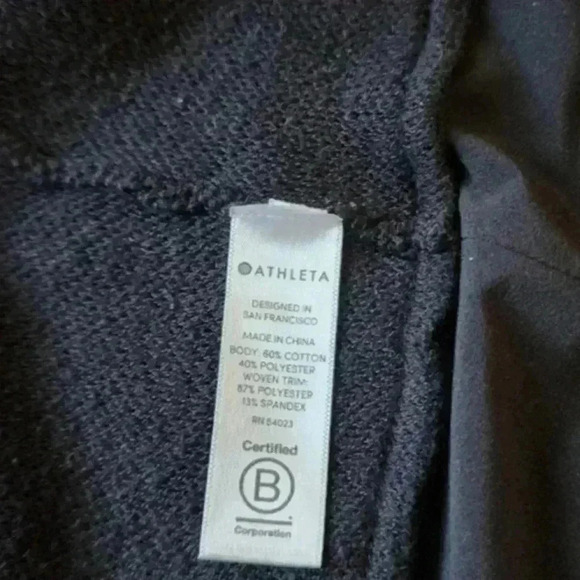 ATHLETA
DESIGNED IN
SAN FRANCISCO
MADE IN CHINA
BODY: 60% COTTON
40% POLYESTER
WOVEN TRIM:
87% POLYESTER
13% SPANDEX
RN 54023
Certified
B
Corporation